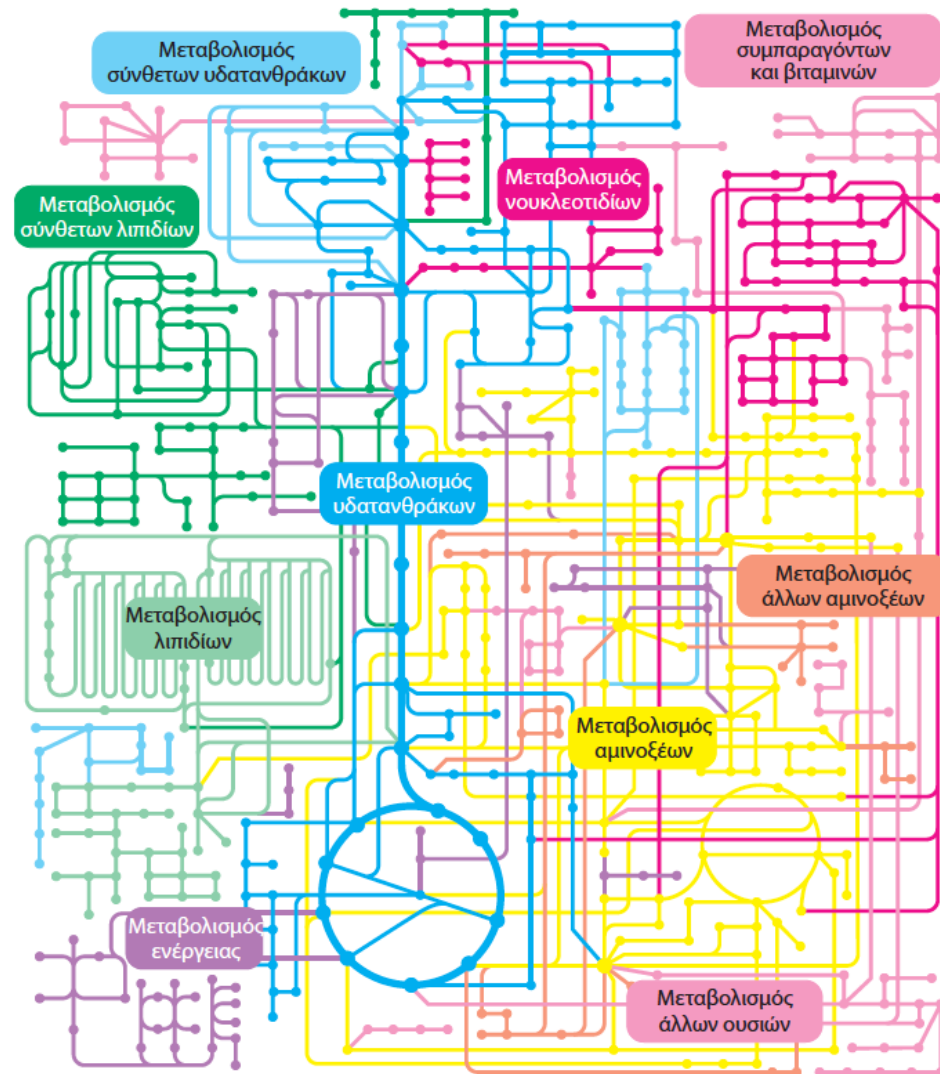 Μεταβολισμός
σύνθετων υδατανθράκων
Μεταβολισμός
συμπαραγόντων
και βιταμινών
Μεταβολισμός
νουκλεοτιδίων
Μεταβολισμός
σύνθετων λιπιδίων
Μεταβολισμός
υδατανθράκων
Μεταβολισμός
άλλων αμινοξέων
Μεταβολισμός
λιπιδίων
Μεταβολισμός
αμινοξέων
Μεταβολισμός
ενέργειας
Μεταβολισμός
άλλων ουσιών